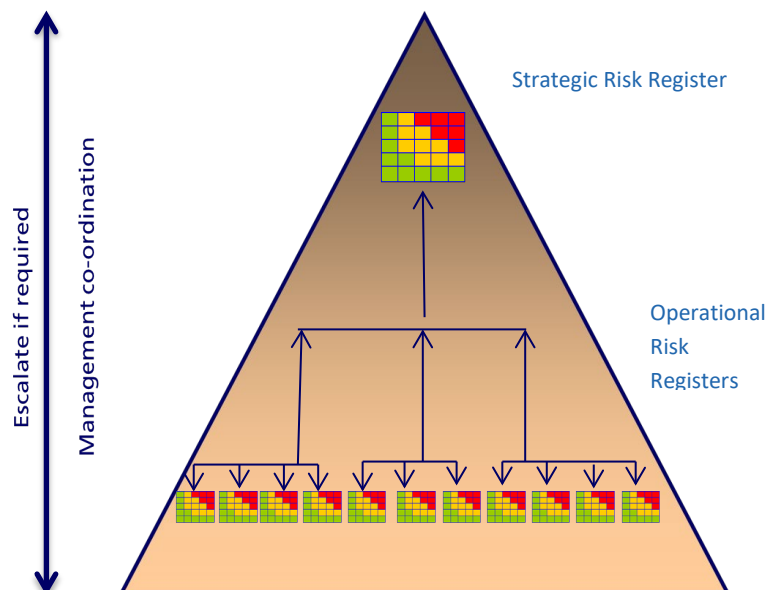 Strategic Risk Register
Escalate if required
Management co-ordination
Operational
Risk
Registers